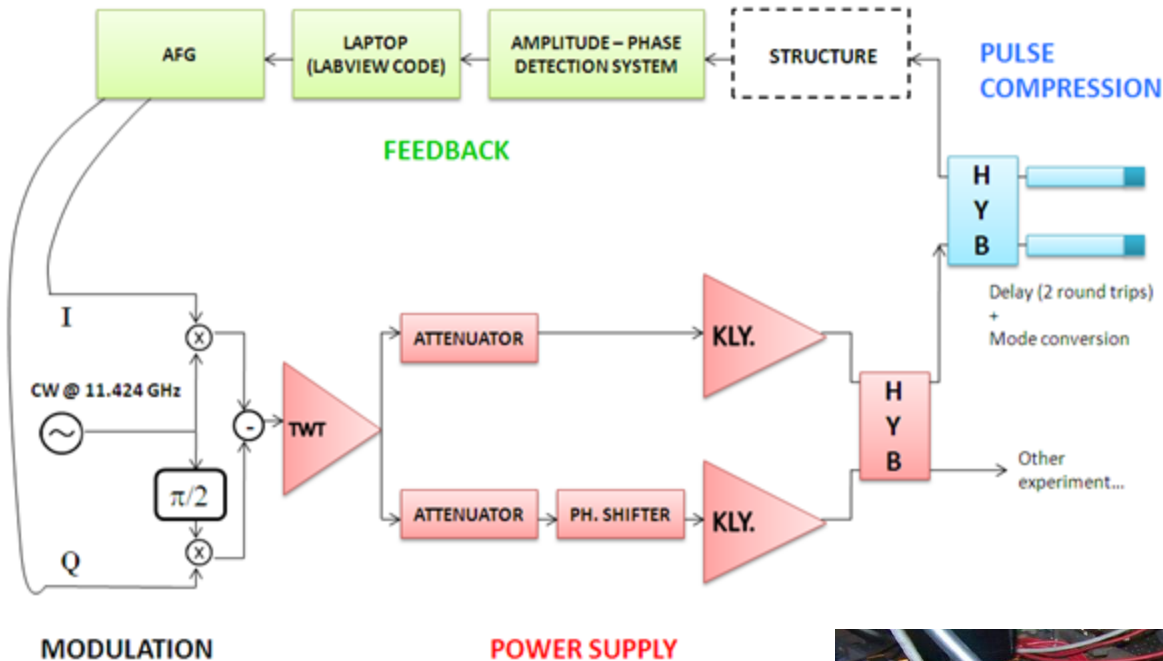 AFG
LAPTOP
(LABVIEW CODE)
AMPLITUDE – PHASE
DETECTION SYSTEM
STRUCTURE
PULSE
COMPRESSION
FEEDBACK
H
Y
B
Delay (2 round trips)
+
Mode conversion
I
X
CW @ 11.424 GHz
~
-
TWT
π/2
X
Q
ATTENUATOR
KLY.
ATTENUATOR
PH. SHIFTER
KLY.
H
Y
B
Other
experiment...
MODULATION
POWER SUPPLY